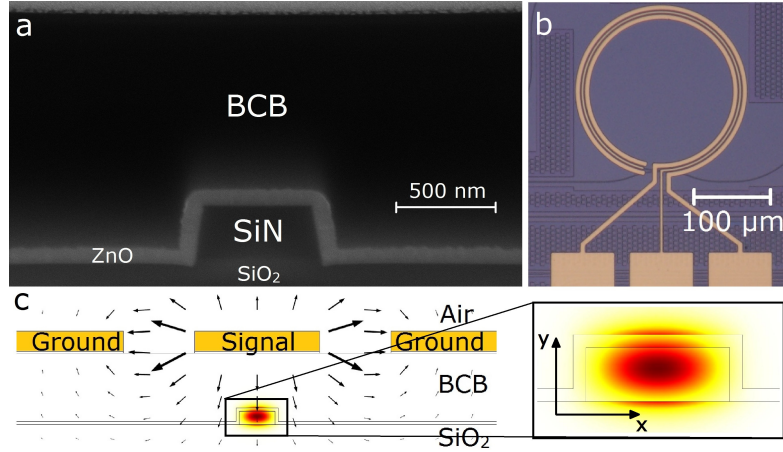 a
BCB
500 nm
SiN
ZnO
SiO₂
b
100 µm
c
Air
Ground
Signal
Ground
BCB
SiO₂
y
x